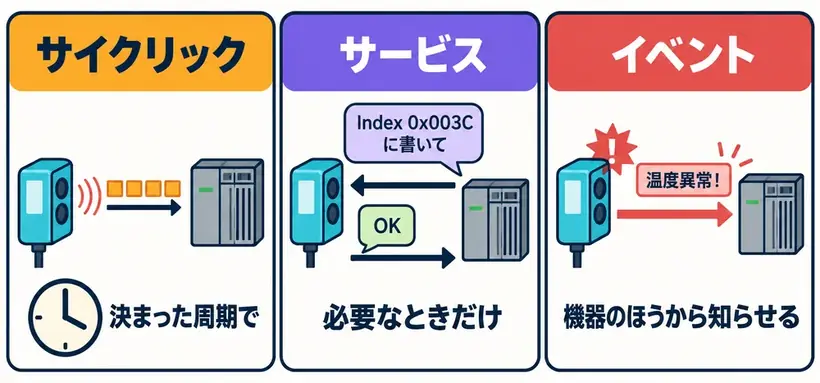 サイクリック
決まった周期で
サービス
Index 0x003C
に書いて
OK
必要なときだけ
イベント
!
温度異常!
機器のほうから知らせる